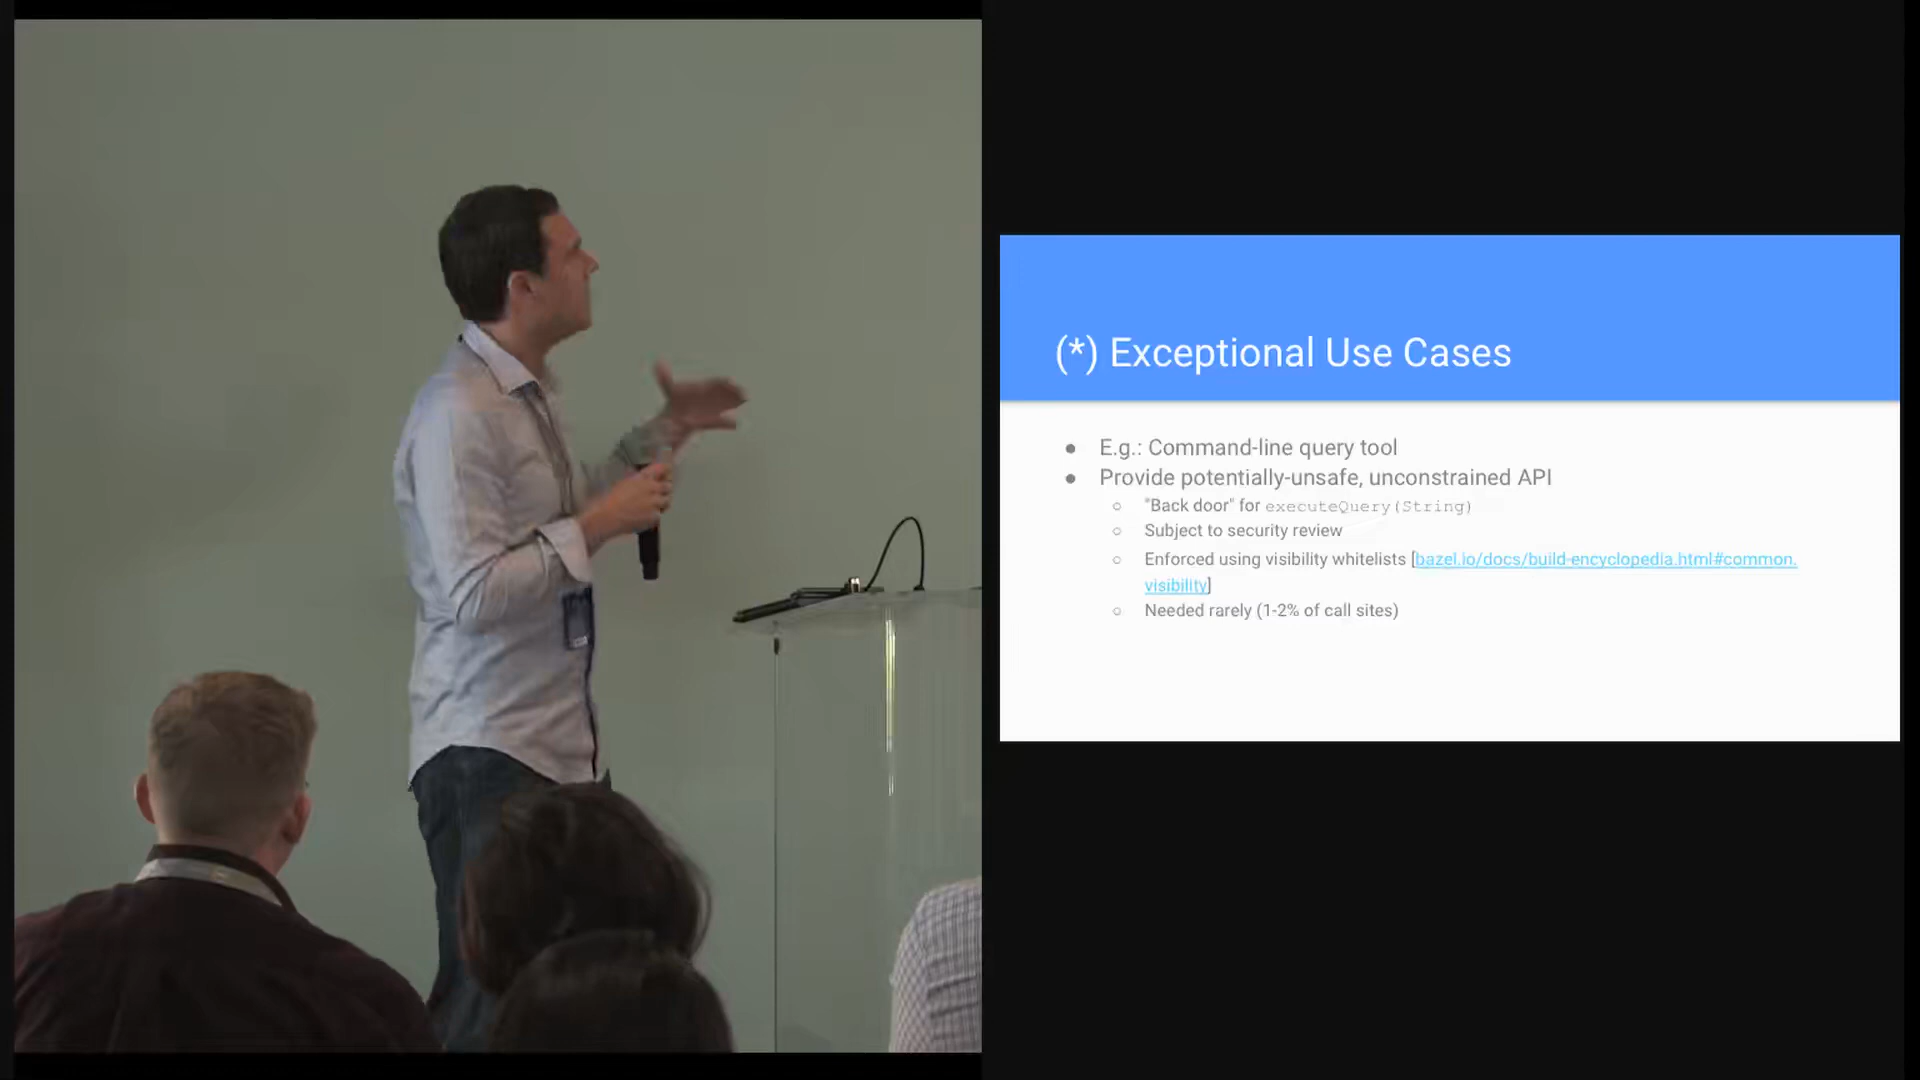 (*) Exceptional Use Cases
● E.g.: Command-line query tool
● Provide potentially-unsafe, unconstrained API
○ "Back door" for executeQuery(String)
○ Subject to security review
○ Enforced using visibility whitelists [bazel.io/docs/build-encyclopedia.html#common.
visibility]
○ Needed rarely (1-2% of call sites)